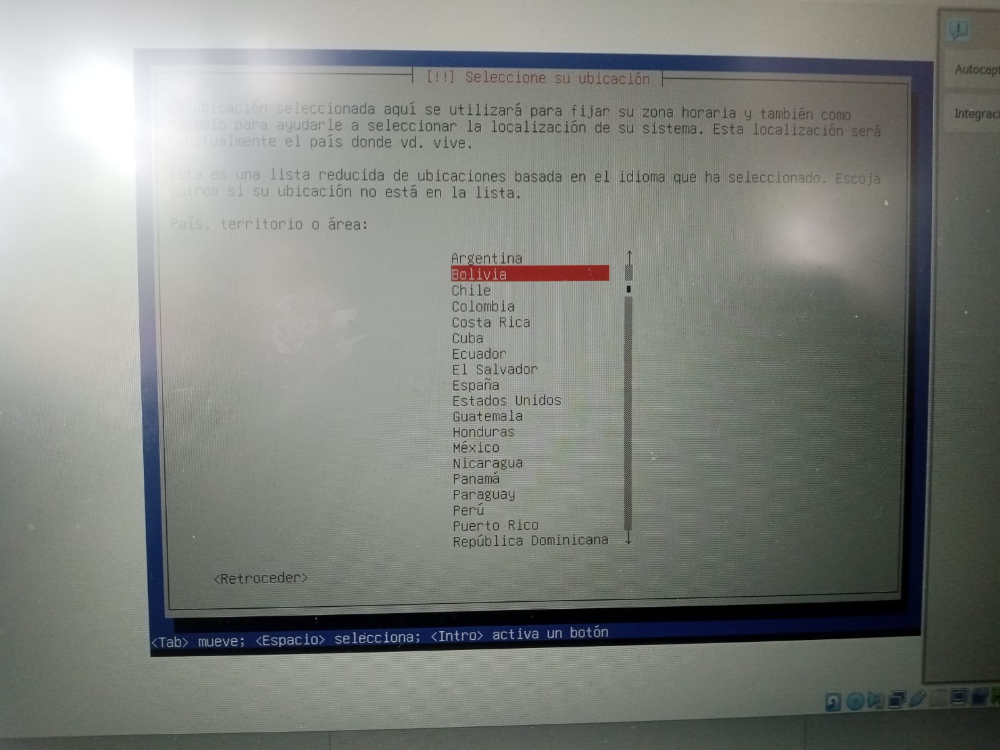 [!!] Seleccione su ubicación
La ubicación seleccionada aquí se utilizará para fijar su zona horaria y también como
ejemplo para ayudarle a seleccionar la localización de su sistema. Esta localización será
habitualmente el país donde vd. vive.
Esta es una lista reducida de ubicaciones basada en el idioma que ha seleccionado. Escoja
«otro» si su ubicación no está en la lista.
País, territorio o área:
Argentina
Bolivia
Chile
Colombia
Costa Rica
Cuba
Ecuador
El Salvador
España
Estados Unidos
Guatemala
Honduras
México
Nicaragua
Panamá
Paraguay
Perú
Puerto Rico
República Dominicana
<Retroceder>
<Tab> mueve; <Espacio> selecciona; <Intro> activa un botón
Autocapt
Integraci